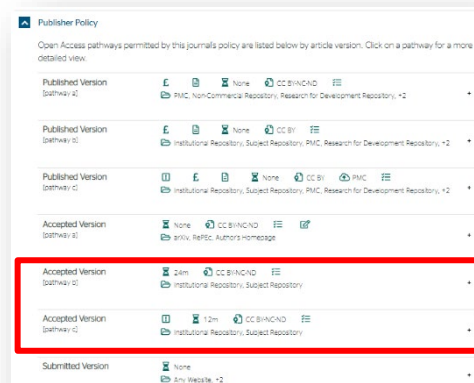 Publisher Policy
Open Access pathways permitted by this journal's policy are listed below by article version. Click on a pathway for a more
detailed view.
Published Version
[pathway a]
£ None CC BY-NC-ND
PMC, Non-Commercial Repository, Research for Development Repository, +2
+
Published Version
[pathway b]
£ None CC BY
Institutional Repository, Subject Repository, PMC, Research for Development Repository, +2
+
Published Version
[pathway c]
£ None CC BY PMC
Institutional Repository, Subject Repository, PMC, Research for Development Repository, +2
+
Accepted Version
[pathway a]
None CC BY-NC-ND
arXiv, RePEc, Author's Homepage
+
Accepted Version
[pathway b]
24m CC BY-NC-ND
Institutional Repository, Subject Repository
+
Accepted Version
[pathway c]
12m CC BY-NC-ND
Institutional Repository, Subject Repository
+
Submitted Version
None
Any Website, +2
+